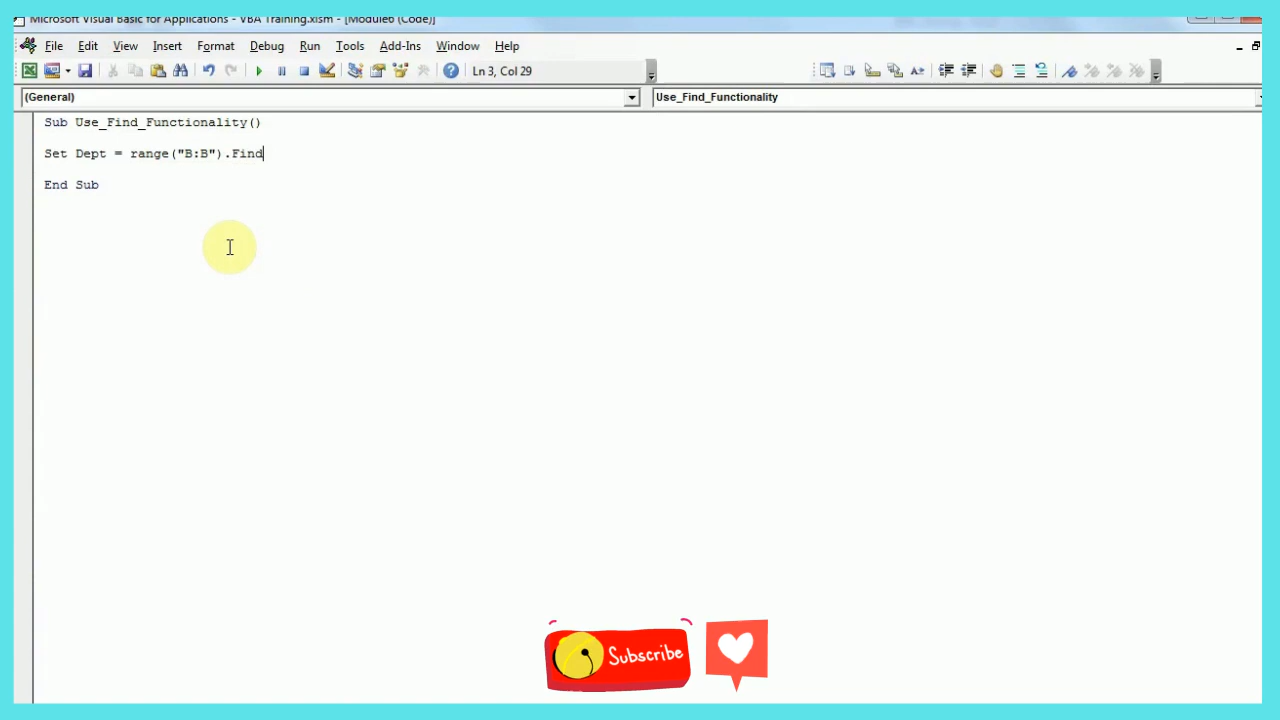 Microsoft Visual Basic for Applications - VBA Training.xlsm - [Module6 (Code)]
File Edit View Insert Format Debug Run Tools Add-Ins Window Help
Ln 3, Col 29
(General) Use_Find_Functionality
Sub Use_Find_Functionality()
Set Dept = range("B:B").Find
End Sub
Subscribe